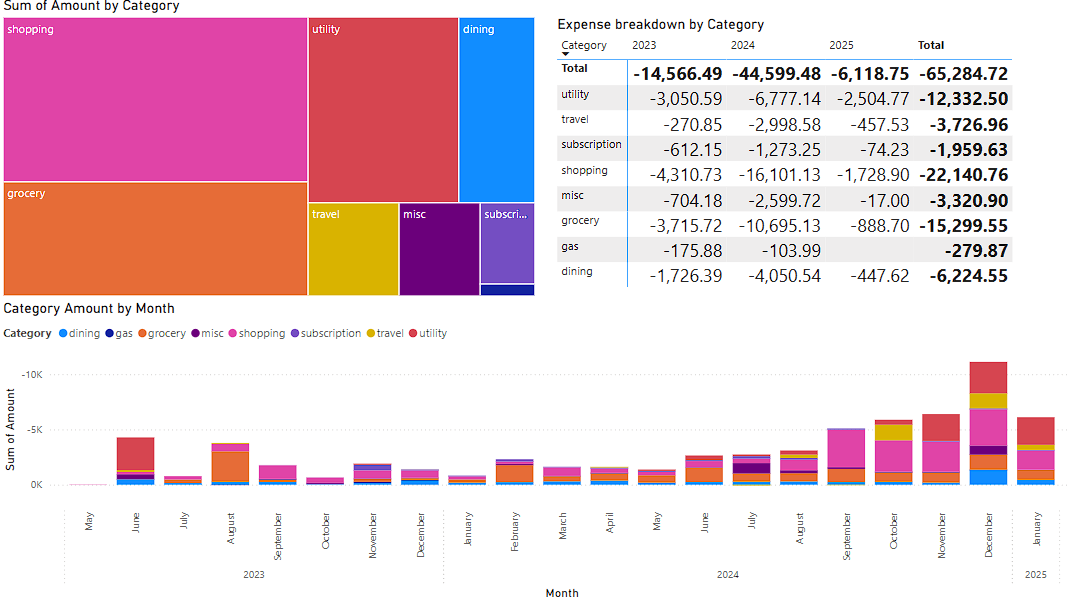 Sum of Amount by Category
shopping
utility
dining
grocery
travel
misc
subscri...
Expense breakdown by Category
Category 2023 2024 2025 Total
Total -14,566.49 -44,599.48 -6,118.75 -65,284.72
utility -3,050.59 -6,777.14 -2,504.77 -12,332.50
travel -270.85 -2,998.58 -457.53 -3,726.96
subscription -612.15 -1,273.25 -74.23 -1,959.63
shopping -4,310.73 -16,101.13 -1,728.90 -22,140.76
misc -704.18 -2,599.72 -17.00 -3,320.90
grocery -3,715.72 -10,695.13 -888.70 -15,299.55
gas -175.88 -103.99 -279.87
dining -1,726.39 -4,050.54 -447.62 -6,224.55
Category Amount by Month
Category dining gas grocery misc shopping subscription travel utility
Sum of Amount
-10K
-5K
0K
May June July August September October November December January February March April May June July August September October November December January
2023 2024 2025
Month